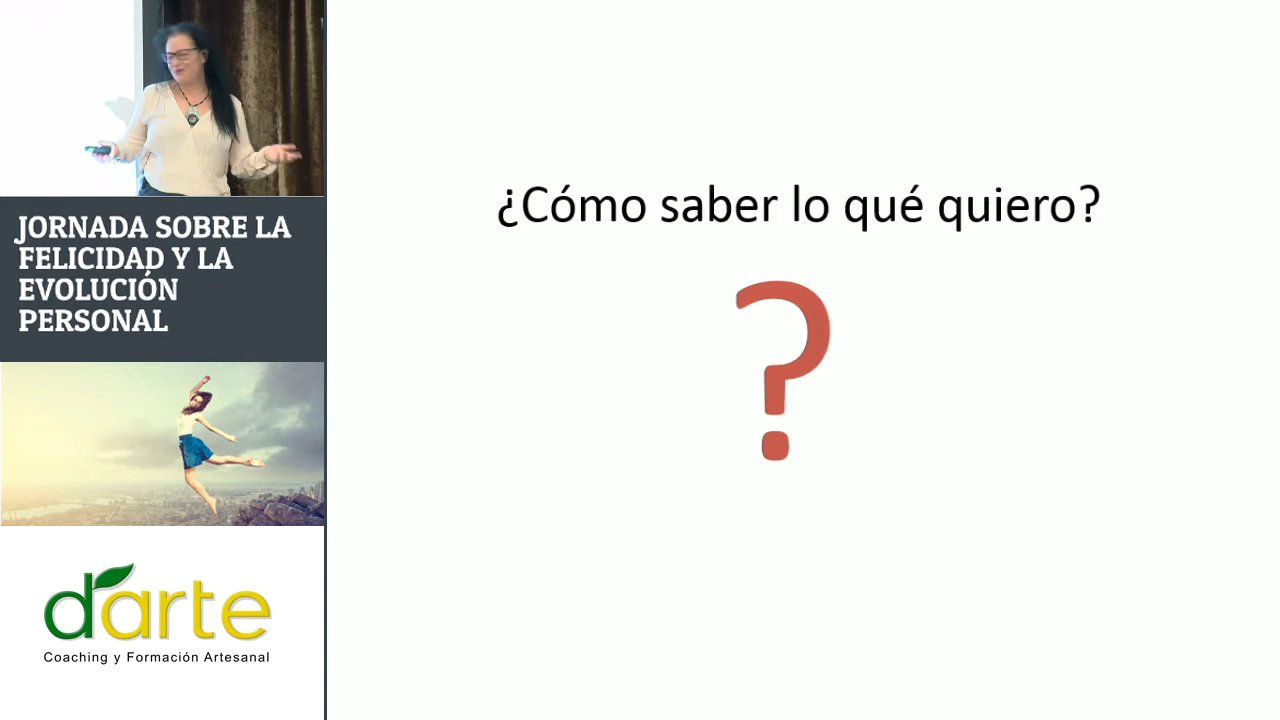 ¿Cómo saber lo qué quiero?
?
JORNADA SOBRE LA
FELICIDAD Y LA
EVOLUCIÓN
PERSONAL
d'arte
Coaching y Formación Artesanal